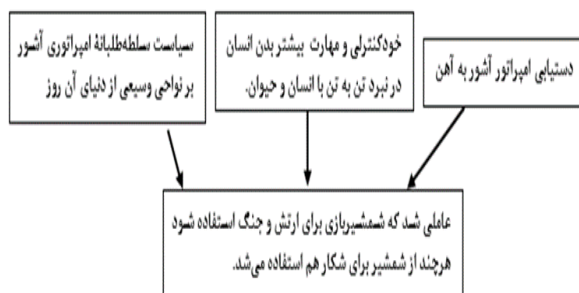 دستیابی امپراتور آشور به آهن
خودکنترلی و مهارت بیشتر بدن انسان
در نبرد تن به تن با انسان و حیوان.
سیاست سلطه‌طلبانهٔ امپراتوری آشور
بر نواحی وسیعی از دنیای آن روز
عاملی شد که شمشیربازی برای ارتش و جنگ استفاده شود
هرچند از شمشیر برای شکار هم استفاده می‌شد.